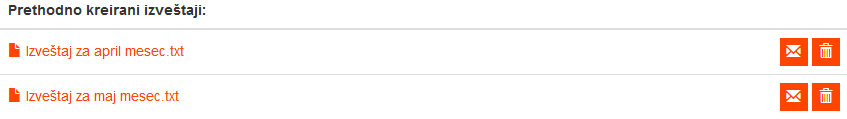 Prethodno kreirani izveštaji:
Izveštaj za april mesec.txt
Izveštaj za maj mesec.txt